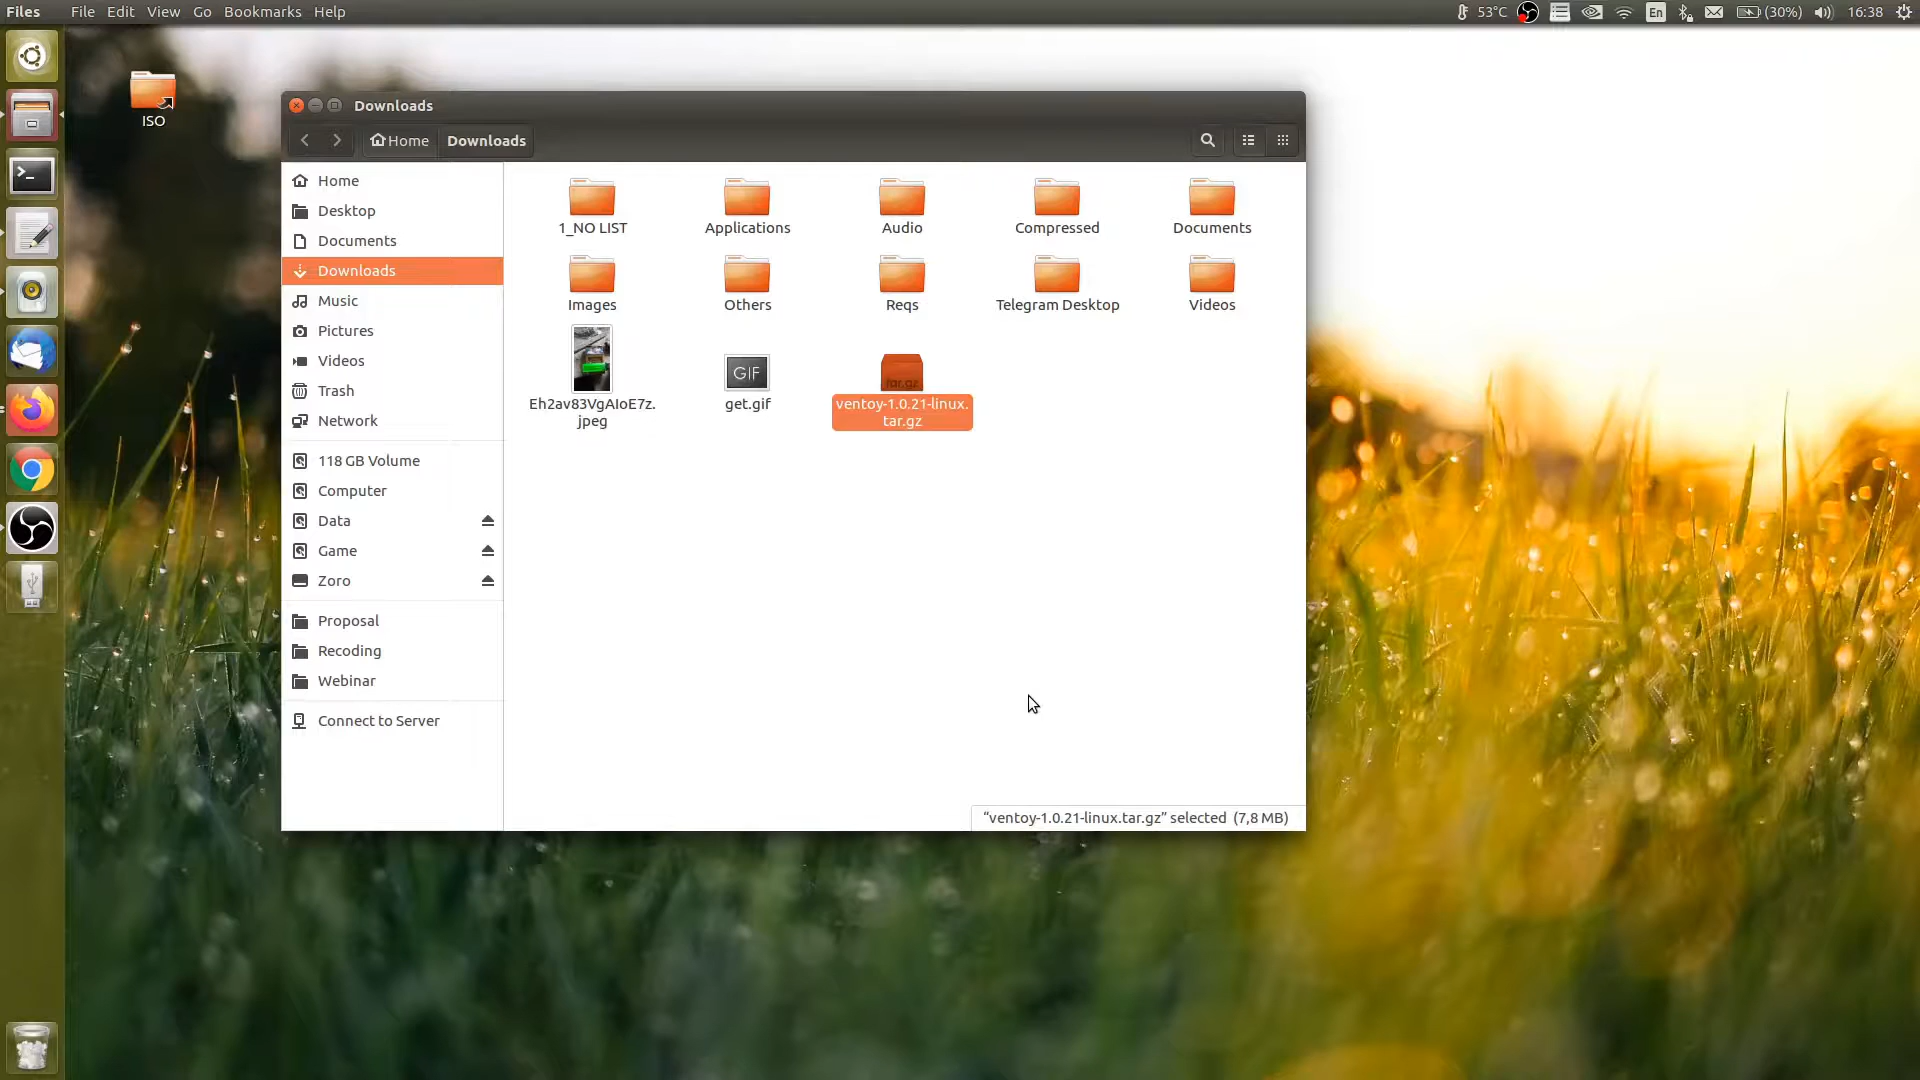 Files File Edit View Go Bookmarks Help 53°C En (30%) 16:38
ISO
Downloads
Home Downloads
Home
Desktop
Documents
Downloads
Music
Pictures
Videos
Trash
Network
118 GB Volume
Computer
Data
Game
Zoro
Proposal
Recoding
Webinar
Connect to Server
1_NO LIST Applications Audio Compressed Documents
Images Others Reqs Telegram Desktop Videos
GIF
tar.gz
Eh2av83VgAIoE7z.
jpeg
get.gif
ventoy-1.0.21-linux.
tar.gz
“ventoy-1.0.21-linux.tar.gz” selected (7,8 MB)